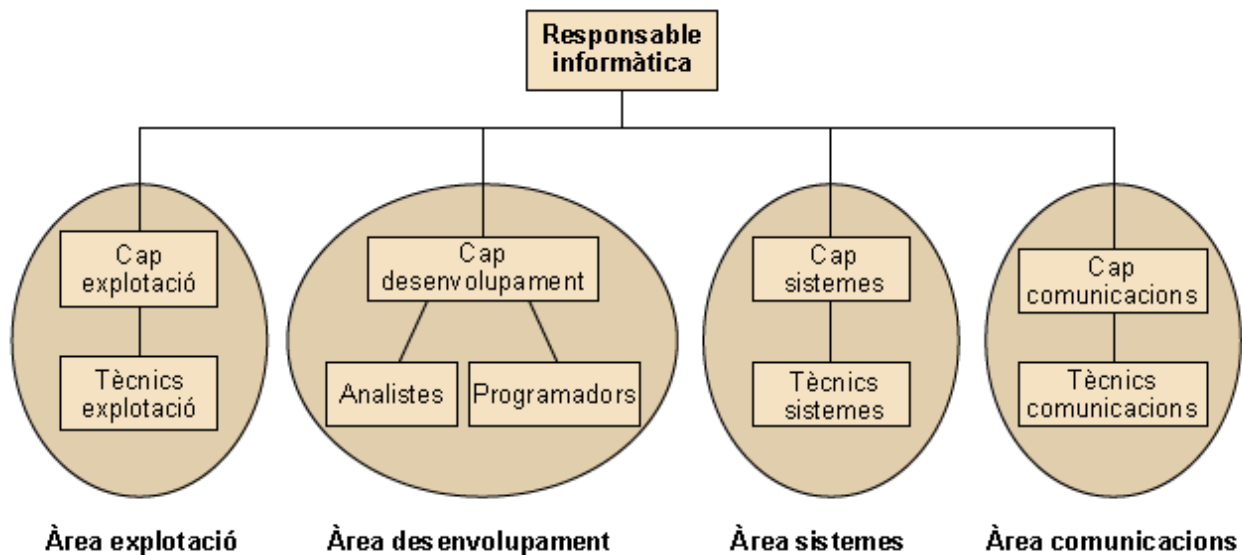 Responsable
informàtica
Cap
explotació
Tècnics
explotació
Cap
desenvolupament
Analistes
Programadors
Cap
sistemes
Tècnics
sistemes
Cap
comunicacions
Tècnics
comunicacions
Àrea explotació
Àrea desenvolupament
Àrea sistemes
Àrea comunicacions